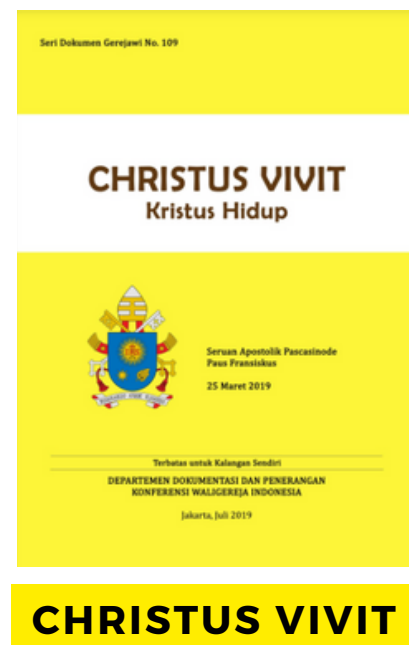 Seri Dokumen Gerejawi No. 109
CHRISTUS VIVIT
Kristus Hidup
Seruan Apostolik Pascasinode
Paus Fransiskus
25 Maret 2019
Terbatas untuk Kalangan Sendiri
DEPARTEMEN DOKUMENTASI DAN PENERANGAN
KONFERENSI WALIGEREJA INDONESIA
Jakarta, Juli 2019
CHRISTUS VIVIT